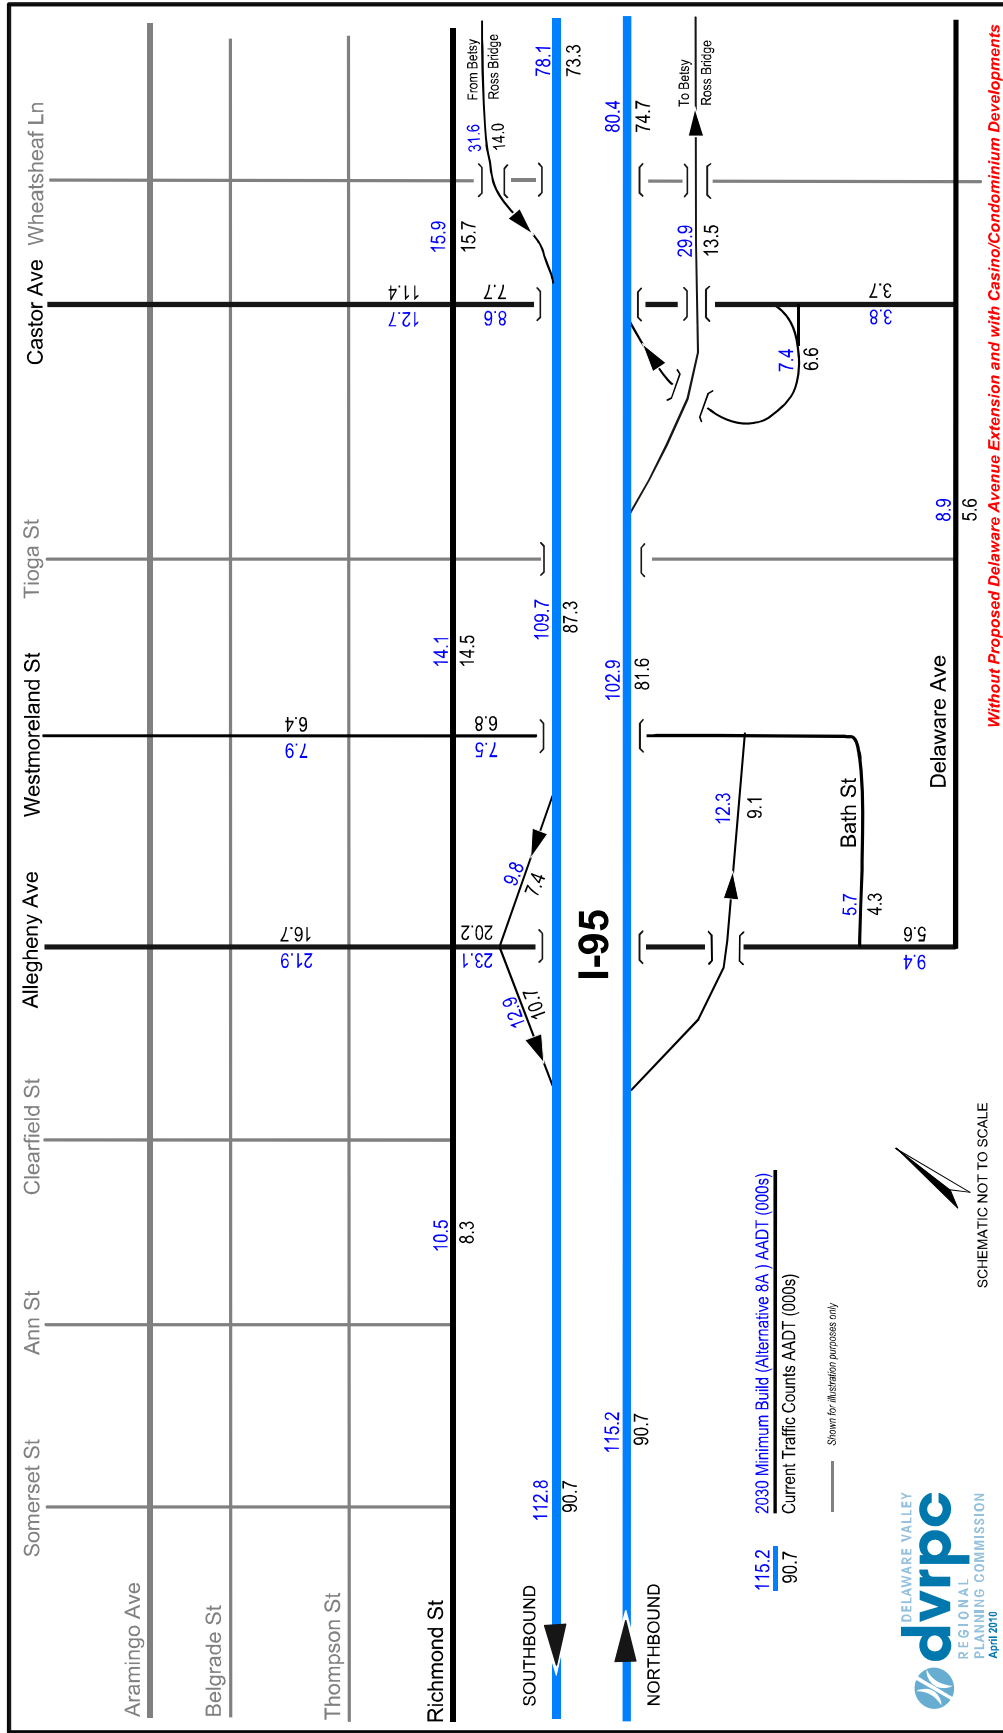 Aramingo Ave
Belgrade St
Thompson St
Richmond St
SOUTHBOUND
NORTHBOUND
Somerset St
Ann St
Clearfield St
Allegheny Ave
Westmoreland St
Tioga St
Castor Ave
Wheatsheaf Ln
21.9
16.7
7.9
6.4
12.7
11.4
10.5
8.3
14.1
14.5
15.9
15.7
23.1
20.2
7.5
6.8
8.6
7.7
31.6
14.0
From Betsy
Ross Bridge
12.9
10.7
9.8
7.4
112.8
90.7
109.7
87.3
78.1
73.3
I-95
115.2
90.7
102.9
81.6
80.4
74.7
To Betsy
Ross Bridge
29.9
13.5
12.3
9.1
7.4
6.6
Bath St
5.7
4.3
9.4
5.6
3.8
3.7
Delaware Ave
8.9
5.6
115.2
90.7
2030 Minimum Build (Alternative 8A ) AADT (000s)
Current Traffic Counts AADT (000s)
Shown for illustration purposes only
DELAWARE VALLEY
dvrpc
REGIONAL
PLANNING COMMISSION
April 2010
SCHEMATIC NOT TO SCALE
Without Proposed Delaware Avenue Extension and with Casino/Condominium Developments